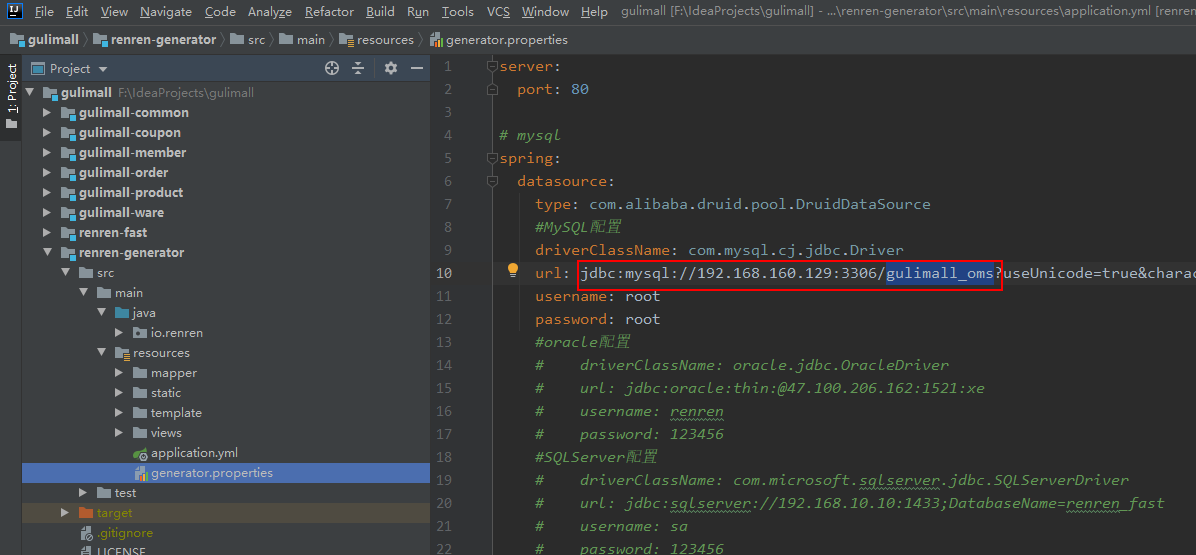 File Edit View Navigate Code Analyze Refactor Build Run Tools VCS Window Help gulimall [F:\IdeaProjects\gulimall] - ...\renren-generator\src\main\resources\application.yml [renren
gulimall renren-generator src main resources generator.properties
1: Project
Project
gulimall F:\IdeaProjects\gulimall
gulimall-common
gulimall-coupon
gulimall-member
gulimall-order
gulimall-product
gulimall-ware
renren-fast
renren-generator
src
main
java
io.renren
resources
mapper
static
template
views
application.yml
generator.properties
test
target
.gitignore
LICENSE
1 server:
2 port: 80
3
4 # mysql
5 spring:
6 datasource:
7 type: com.alibaba.druid.pool.DruidDataSource
8 #MySQL配置
9 driverClassName: com.mysql.cj.jdbc.Driver
10 url: jdbc:mysql://192.168.160.129:3306/gulimall_oms?useUnicode=true&charac
11 username: root
12 password: root
13 #oracle配置
14 # driverClassName: oracle.jdbc.OracleDriver
15 # url: jdbc:oracle:thin:@47.100.206.162:1521:xe
16 # username: renren
17 # password: 123456
18 #SQLServer配置
19 # driverClassName: com.microsoft.sqlserver.jdbc.SQLServerDriver
20 # url: jdbc:sqlserver://192.168.10.10:1433;DatabaseName=renren_fast
21 # username: sa
22 # password: 123456